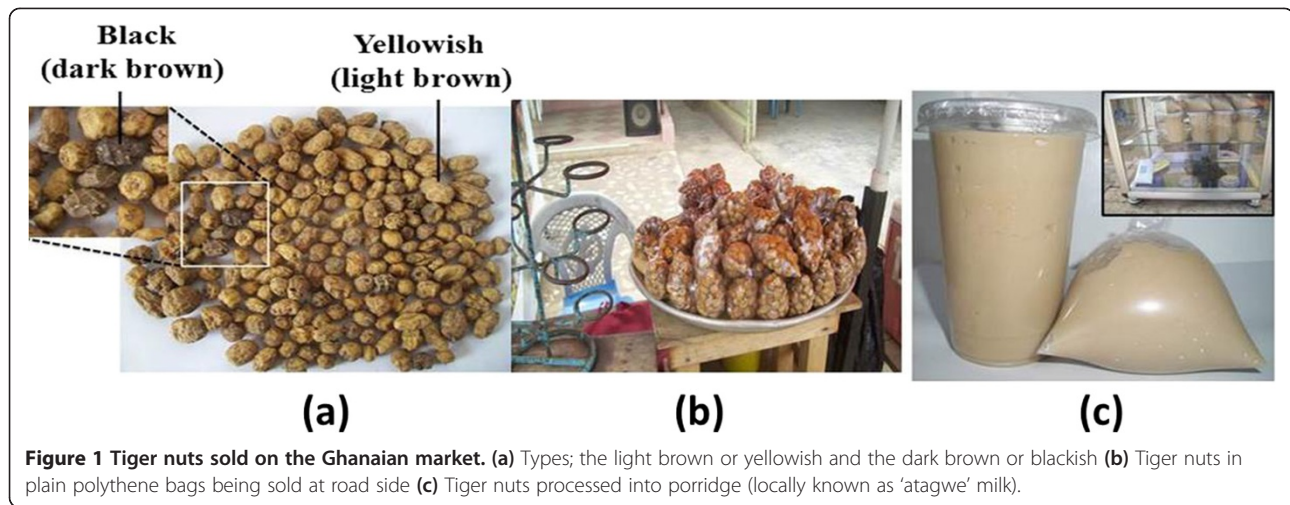 Black
(dark brown)
Yellowish
(light brown)
(a)
(b)
(c)
Figure 1 Tiger nuts sold on the Ghanaian market. (a) Types; the light brown or yellowish and the dark brown or blackish (b) Tiger nuts in
plain polythene bags being sold at road side (c) Tiger nuts processed into porridge (locally known as ‘atagwe’ milk).